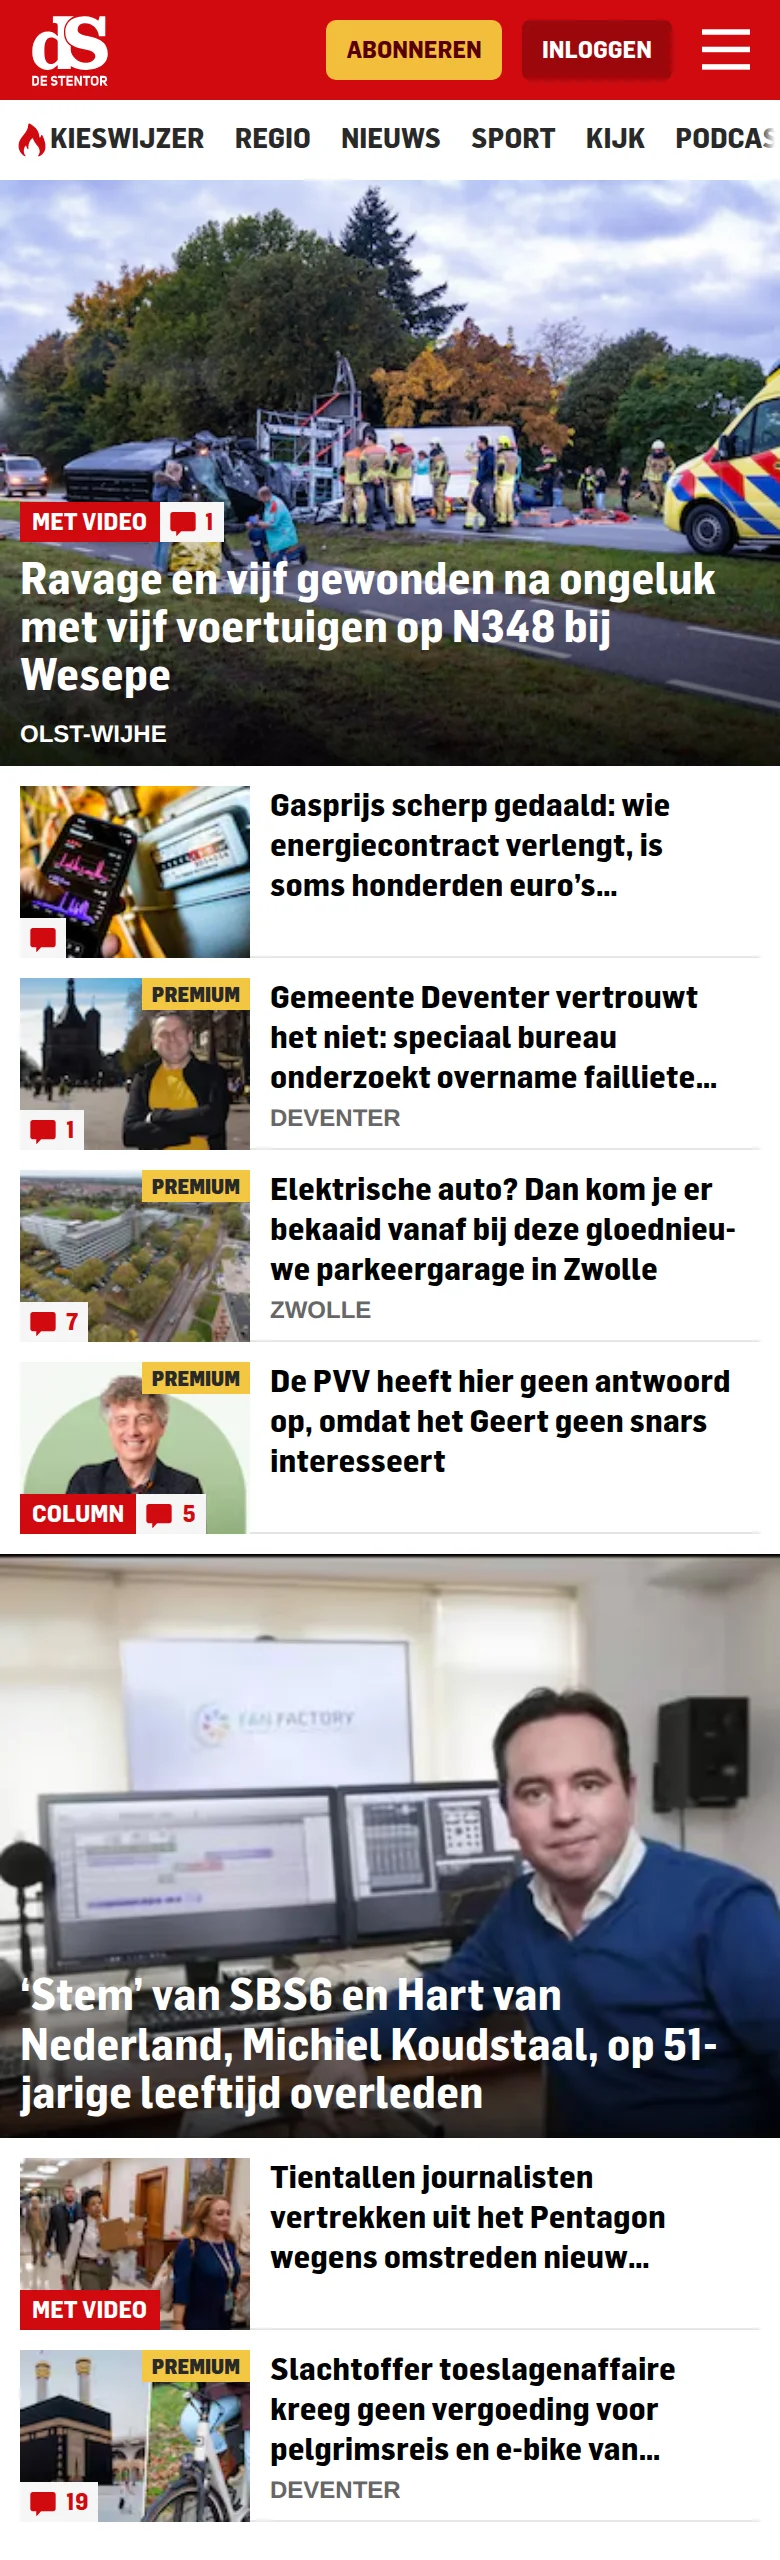 dS
DE STENTOR
ABONNEREN
INLOGGEN
KIESWIJZER REGIO NIEUWS SPORT KIJK PODCAS
MET VIDEO 1
Ravage en vijf gewonden na ongeluk
met vijf voertuigen op N348 bij
Wesepe
OLST-WIJHE
Gasprijs scherp gedaald: wie
energiecontract verlengt, is
soms honderden euro’s...
PREMIUM
1
Gemeente Deventer vertrouwt
het niet: speciaal bureau
onderzoekt overname failliete...
DEVENTER
PREMIUM
7
Elektrische auto? Dan kom je er
bekaaid vanaf bij deze gloednieu-
we parkeergarage in Zwolle
ZWOLLE
PREMIUM
COLUMN 5
De PVV heeft hier geen antwoord
op, omdat het Geert geen snars
interesseert
FAN FACTORY
‘Stem’ van SBS6 en Hart van
Nederland, Michiel Koudstaal, op 51-
jarige leeftijd overleden
MET VIDEO
Tientallen journalisten
vertrekken uit het Pentagon
wegens omstreden nieuw...
PREMIUM
19
Slachtoffer toeslagenaffaire
kreeg geen vergoeding voor
pelgrimsreis en e-bike van...
DEVENTER